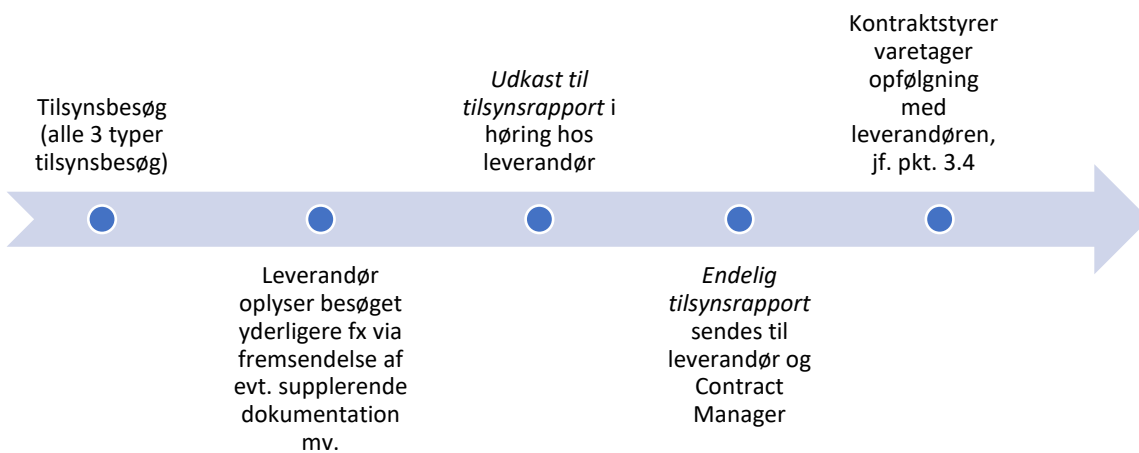 Tilsynsbesøg
(alle 3 typer
tilsynsbesøg)
Leverandør
oplyser besøget
yderligere fx via
fremsendelse af
evt. supplerende
dokumentation
mv.
Udkast til
tilsynsrapport i
høring hos
leverandør
Endelig
tilsynsrapport
sendes til
leverandør og
Contract
Manager
Kontraktstyrer
varetager
opfølgning
med
leverandøren,
jf. pkt. 3.4